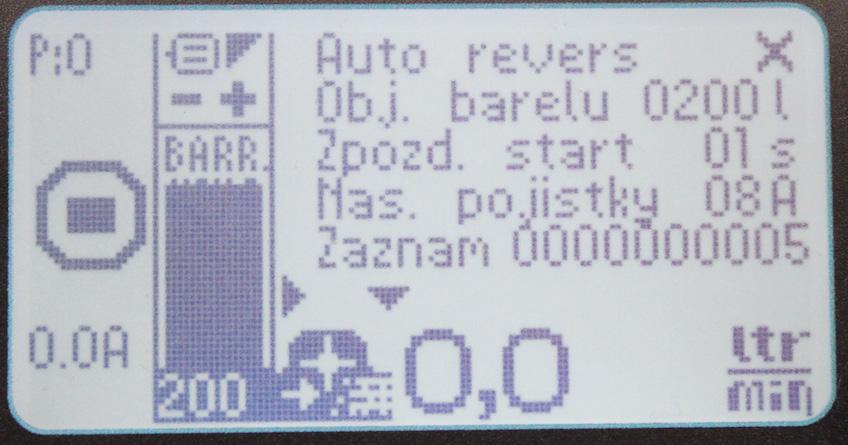 P:0
- +
BARR.
0.0A
200
Auto revers X
Obj. barelu 0200l
Zpozd. start 01s
Nas. pojistky 08A
Zaznam 0000000005
0,0
ltr
min